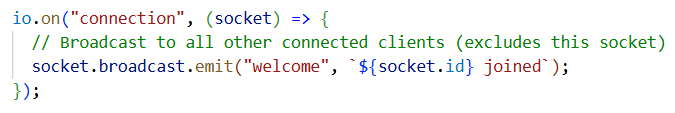 io.on("connection", (socket) => {
  // Broadcast to all other connected clients (excludes this socket)
  socket.broadcast.emit("welcome", `${socket.id} joined`);
});